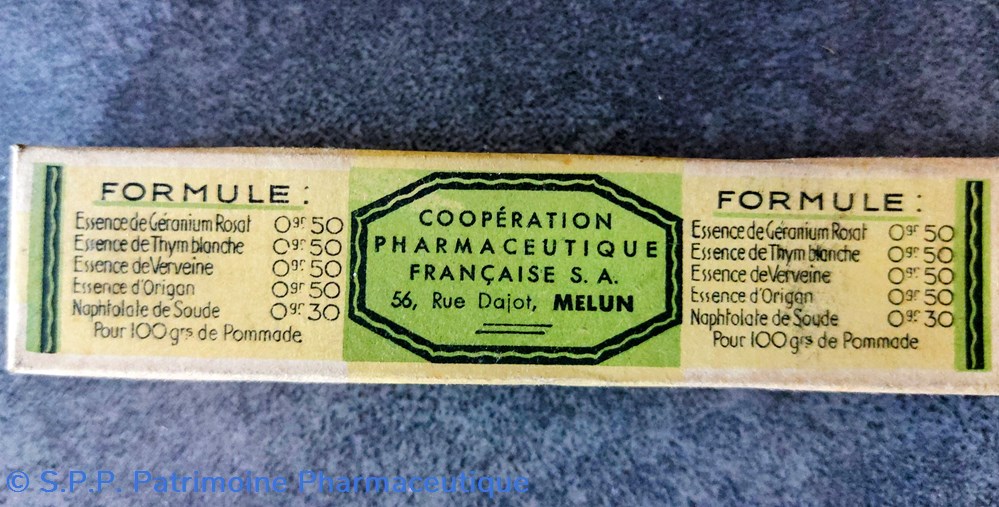 FORMULE :
Essence de Géranium Rosat 0gr 50
Essence de Thym blanche 0gr 50
Essence de Verveine 0gr 50
Essence d'Origan 0gr 50
Naphtolate de Soude 0gr 30
Pour 100 grs de Pommade
COOPÉRATION
PHARMACEUTIQUE
FRANÇAISE S. A.
56, Rue Dajot, MELUN
FORMULE :
Essence de Géranium Rosat 0gr 50
Essence de Thym blanche 0gr 50
Essence de Verveine 0gr 50
Essence d'Origan 0gr 50
Naphtolate de Soude 0gr 30
Pour 100 grs de Pommade
© S.P.P. Patrimoine Pharmaceutique